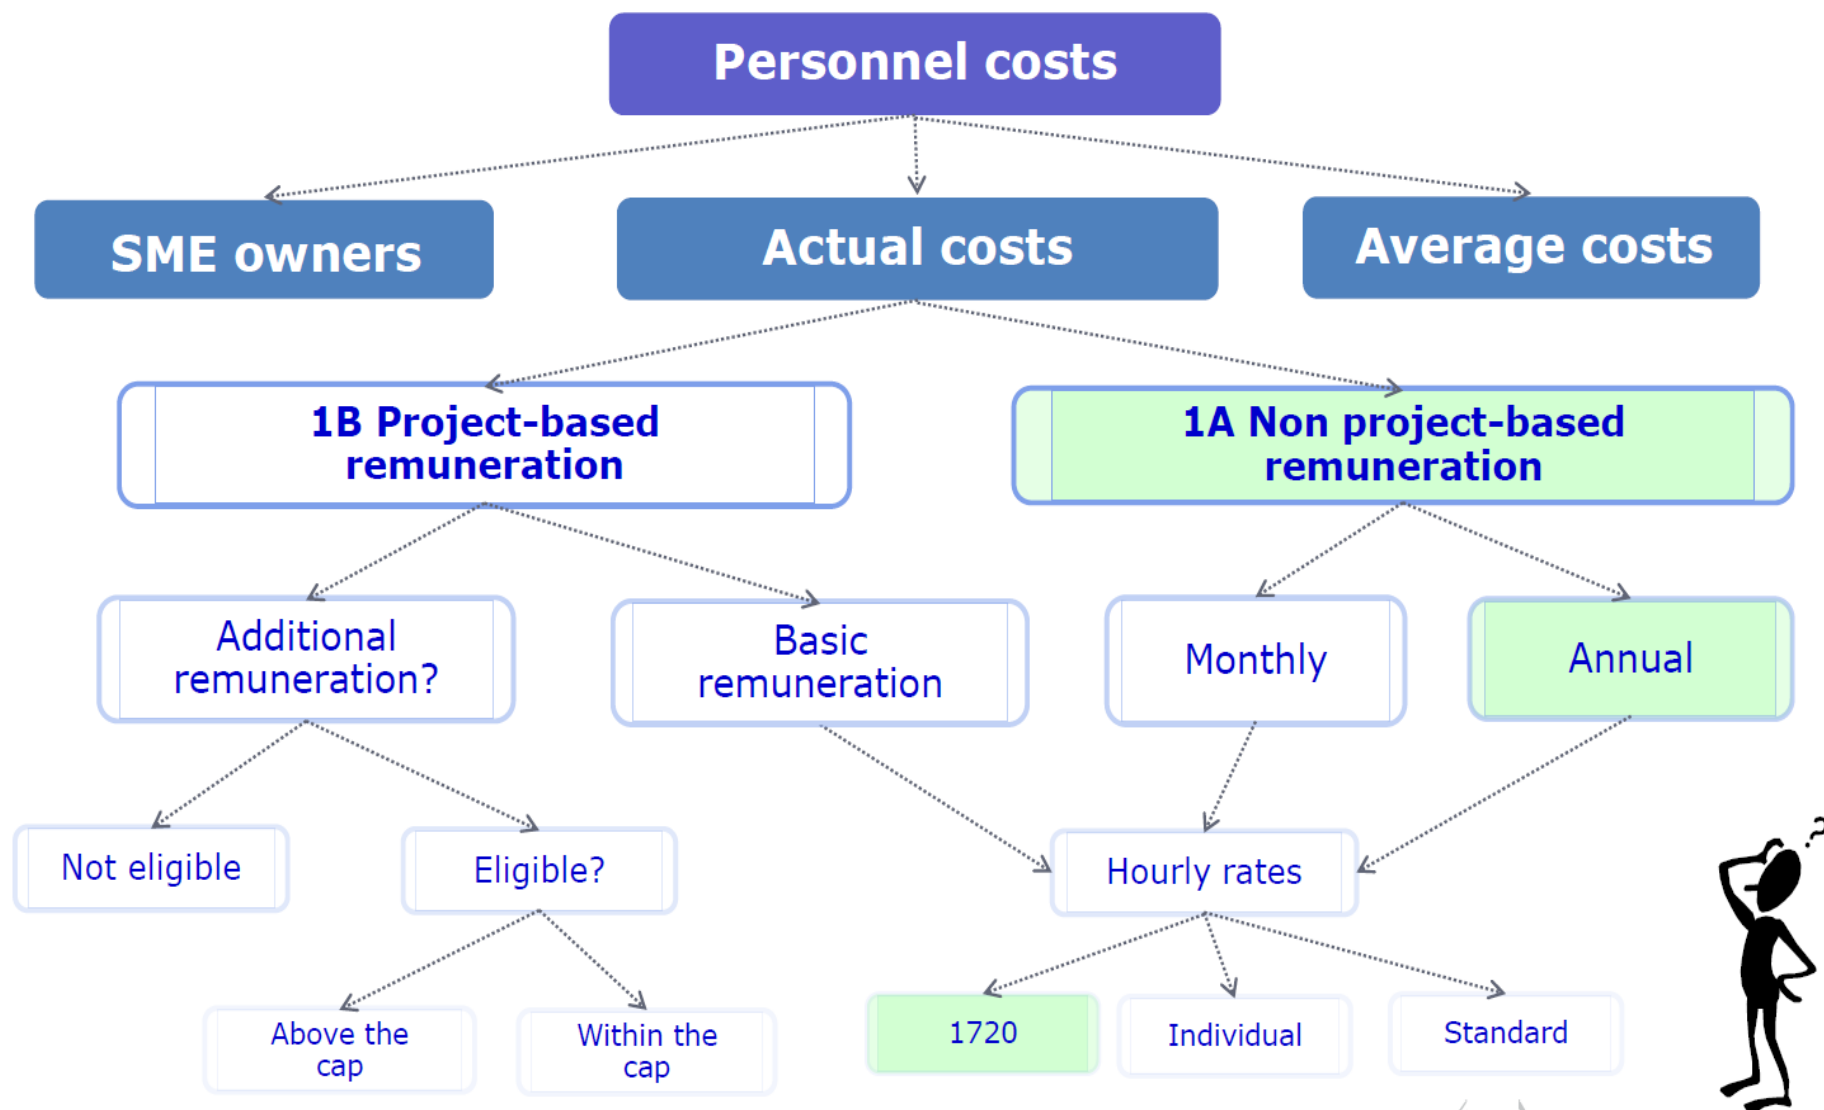 Personnel costs
SME owners
Actual costs
Average costs
1B Project-based
remuneration
1A Non project-based
remuneration
Additional
remuneration?
Basic
remuneration
Monthly
Annual
Not eligible
Eligible?
Hourly rates
?
Above the
cap
Within the
cap
1720
Individual
Standard